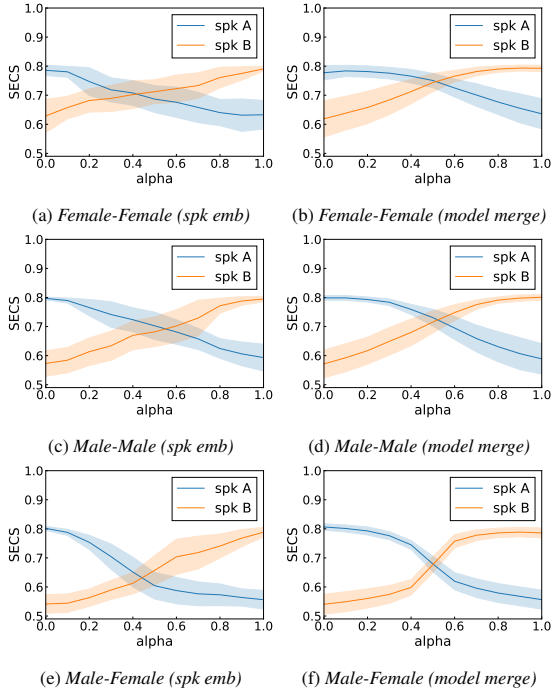 1.0
0.9
0.8
0.7
0.6
0.5
SECS
0.0 0.2 0.4 0.6 0.8 1.0
alpha
spk A
spk B
(a) Female-Female (spk emb)
1.0
0.9
0.8
0.7
0.6
0.5
0.0 0.2 0.4 0.6 0.8 1.0
alpha
spk A
spk B
(b) Female-Female (model merge)
1.0
0.9
0.8
0.7
0.6
0.5
SECS
0.0 0.2 0.4 0.6 0.8 1.0
alpha
spk A
spk B
(c) Male-Male (spk emb)
1.0
0.9
0.8
0.7
0.6
0.5
0.0 0.2 0.4 0.6 0.8 1.0
alpha
spk A
spk B
(d) Male-Male (model merge)
1.0
0.9
0.8
0.7
0.6
0.5
SECS
0.0 0.2 0.4 0.6 0.8 1.0
alpha
spk A
spk B
(e) Male-Female (spk emb)
1.0
0.9
0.8
0.7
0.6
0.5
0.0 0.2 0.4 0.6 0.8 1.0
alpha
spk A
spk B
(f) Male-Female (model merge)